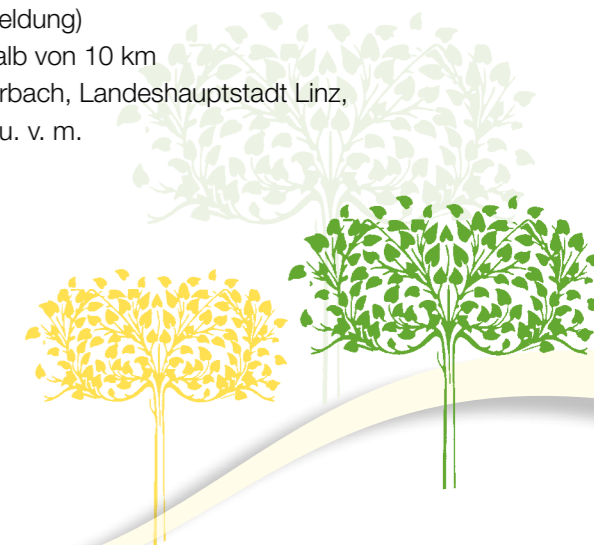 eldung)
alb von 10 km
rbach, Landeshauptstadt Linz,
u. v. m.